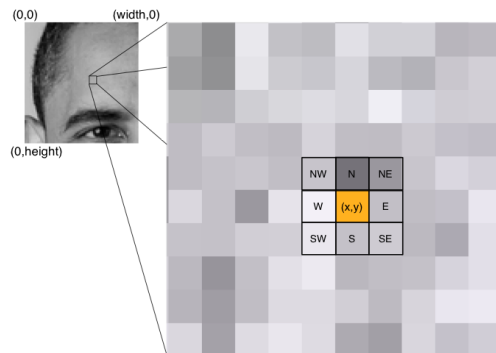 (0,0) (width,0)
(0,height)
NW N NE
W (x,y) E
SW S SE